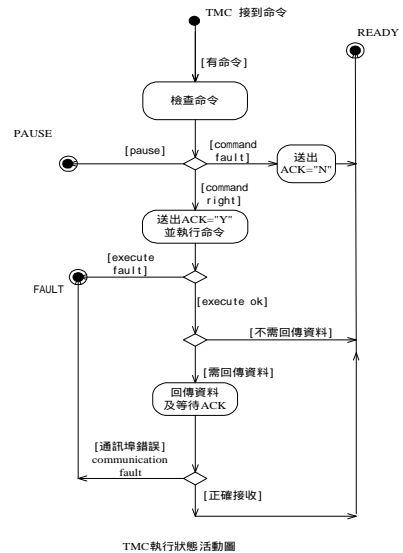 TMC 接到命令
READY
[有命令]
檢查命令
PAUSE
[pause]
[command
fault]
送出
ACK="N"
[command
right]
送出ACK="Y"
並執行命令
[execute
fault]
FAULT
[execute ok]
[不需回傳資料]
[需回傳資料]
回傳資料
及等待ACK
[通訊埠錯誤]
communication
fault
[正確接收]
TMC執行狀態活動圖